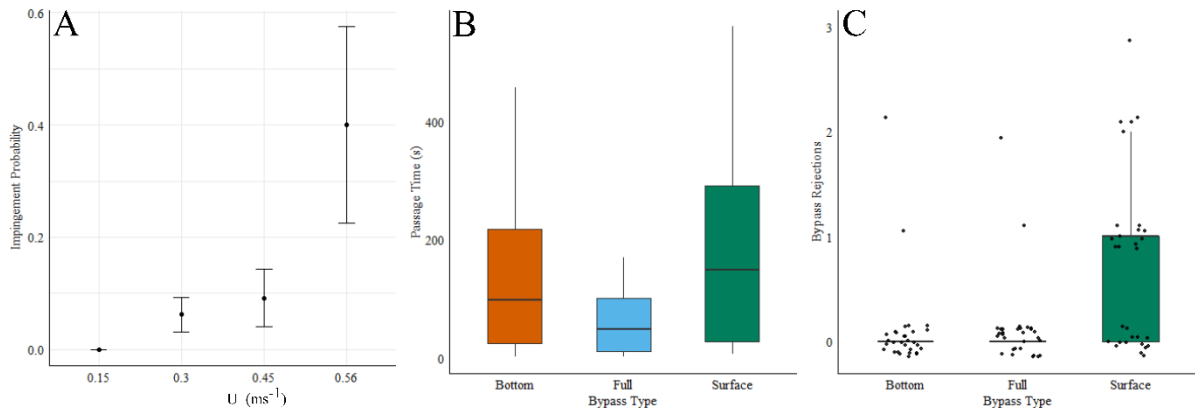 A
Impingement Probability
0.6
0.4
0.2
0.0
0.15 0.3 0.45 0.56
U (ms⁻¹)
B
Passage Time (s)
400
200
0
Bottom Full Surface
Bypass Type
C
Bypass Rejections
3
2
1
0
Bottom Full Surface
Bypass Type